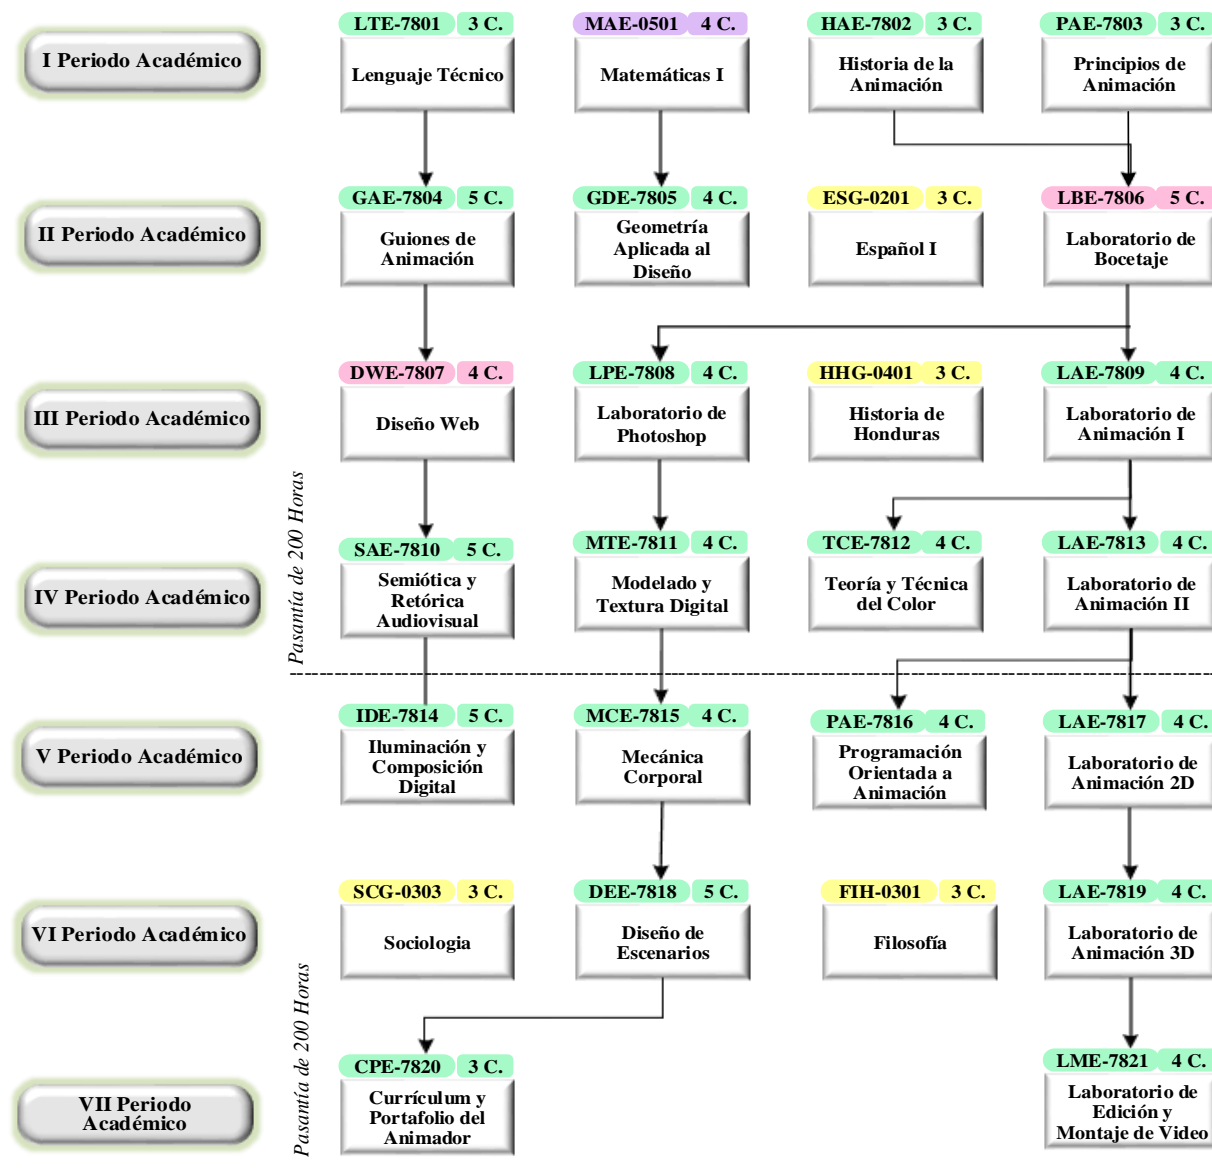 LTE-7801 3 C.
MAE-0501 4 C.
HAE-7802 3 C.
PAE-7803 3 C.
I Periodo Académico
Lenguaje Técnico
Matemáticas I
Historia de la
Animación
Principios de
Animación
GAE-7804 5 C.
GDE-7805 4 C.
ESG-0201 3 C.
LBE-7806 5 C.
II Periodo Académico
Guiones de
Animación
Geometría
Aplicada al
Diseño
Español I
Laboratorio de
Bocetaje
DWE-7807 4 C.
LPE-7808 4 C.
HHG-0401 3 C.
LAE-7809 4 C.
III Periodo Académico
Diseño Web
Laboratorio de
Photoshop
Historia de
Honduras
Laboratorio de
Animación I
Pasantía de 200 Horas
SAE-7810 5 C.
MTE-7811 4 C.
TCE-7812 4 C.
LAE-7813 4 C.
IV Periodo Académico
Semiótica y
Retórica
Audiovisual
Modelado y
Textura Digital
Teoría y Técnica
del Color
Laboratorio de
Animación II
IDE-7814 5 C.
MCE-7815 4 C.
PAE-7816 4 C.
LAE-7817 4 C.
V Periodo Académico
Iluminación y
Composición
Digital
Mecánica
Corporal
Programación
Orientada a
Animación
Laboratorio de
Animación 2D
SCG-0303 3 C.
DEE-7818 5 C.
FIH-0301 3 C.
LAE-7819 4 C.
VI Periodo Académico
Sociologia
Diseño de
Escenarios
Filosofía
Laboratorio de
Animación 3D
Pasantía de 200 Horas
CPE-7820 3 C.
LME-7821 4 C.
VII Periodo
Académico
Currículum y
Portafolio del
Animador
Laboratorio de
Edición y
Montaje de Video